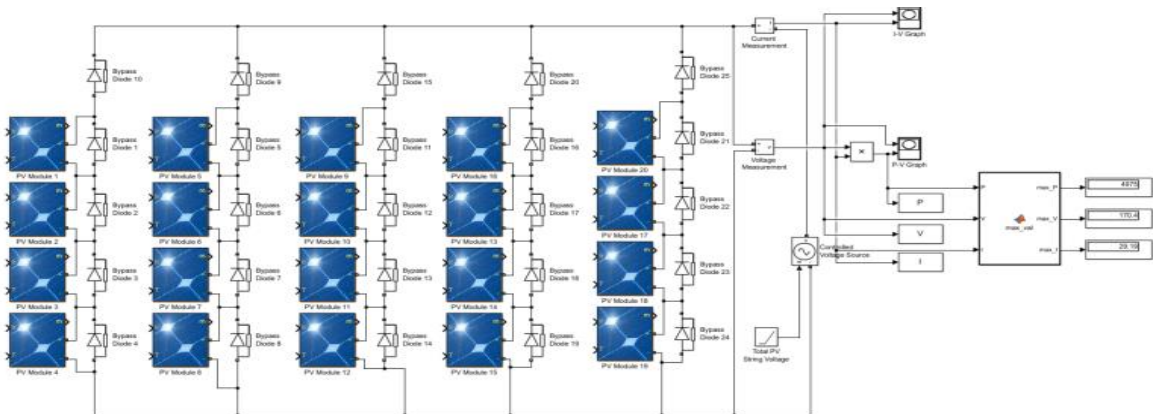 I-V Graph
Current
Measurement
Bypass
Diode 10
Bypass
Diode 9
Bypass
Diode 15
Bypass
Diode 20
Bypass
Diode 25
PV Module 1
Bypass
Diode 1
PV Module 5
Bypass
Diode 5
PV Module 9
Bypass
Diode 11
PV Module 16
Bypass
Diode 16
PV Module 20
Bypass
Diode 21
Voltage
Measurement
×
P-V Graph
PV Module 2
Bypass
Diode 2
PV Module 6
Bypass
Diode 6
PV Module 10
Bypass
Diode 12
PV Module 13
Bypass
Diode 17
PV Module 17
Bypass
Diode 22
P
V
I
P
V
max_val
max_P
max_V
max_I
4975
170.4
29.19
Controlled
Voltage Source
PV Module 3
Bypass
Diode 3
PV Module 7
Bypass
Diode 7
PV Module 11
Bypass
Diode 13
PV Module 14
Bypass
Diode 18
PV Module 18
Bypass
Diode 23
PV Module 4
Bypass
Diode 4
PV Module 8
Bypass
Diode 8
PV Module 12
Bypass
Diode 14
PV Module 15
Bypass
Diode 19
PV Module 19
Bypass
Diode 24
Total PV
String Voltage